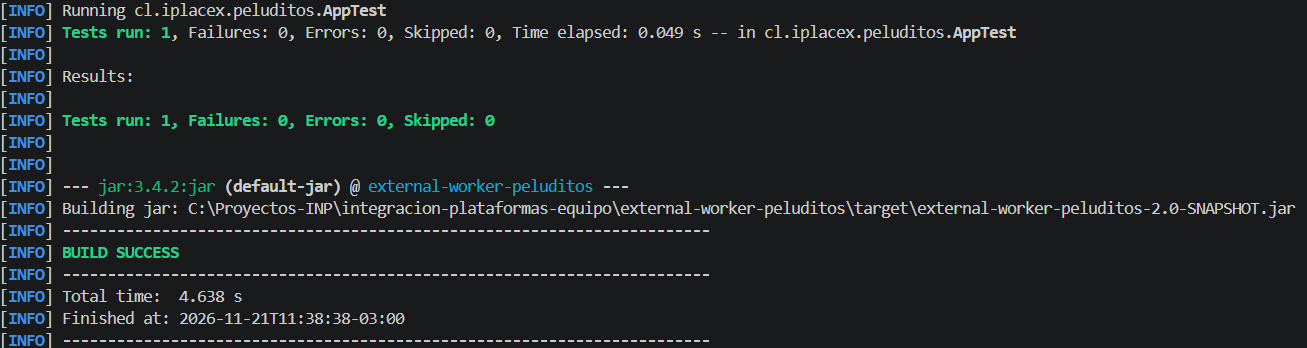 [INFO] Running cl.iplacex.peluditos.AppTest
[INFO] Tests run: 1, Failures: 0, Errors: 0, Skipped: 0, Time elapsed: 0.049 s -- in cl.iplacex.peluditos.AppTest
[INFO]
[INFO] Results:
[INFO]
[INFO] Tests run: 1, Failures: 0, Errors: 0, Skipped: 0
[INFO]
[INFO]
[INFO] --- jar:3.4.2:jar (default-jar) @ external-worker-peluditos ---
[INFO] Building jar: C:\Proyectos-INP\integracion-plataformas-equipo\external-worker-peluditos\target\external-worker-peluditos-2.0-SNAPSHOT.jar
[INFO] ------------------------------------------------------------------------
[INFO] BUILD SUCCESS
[INFO] ------------------------------------------------------------------------
[INFO] Total time:  4.638 s
[INFO] Finished at: 2026-11-21T11:38:38-03:00
[INFO] ------------------------------------------------------------------------